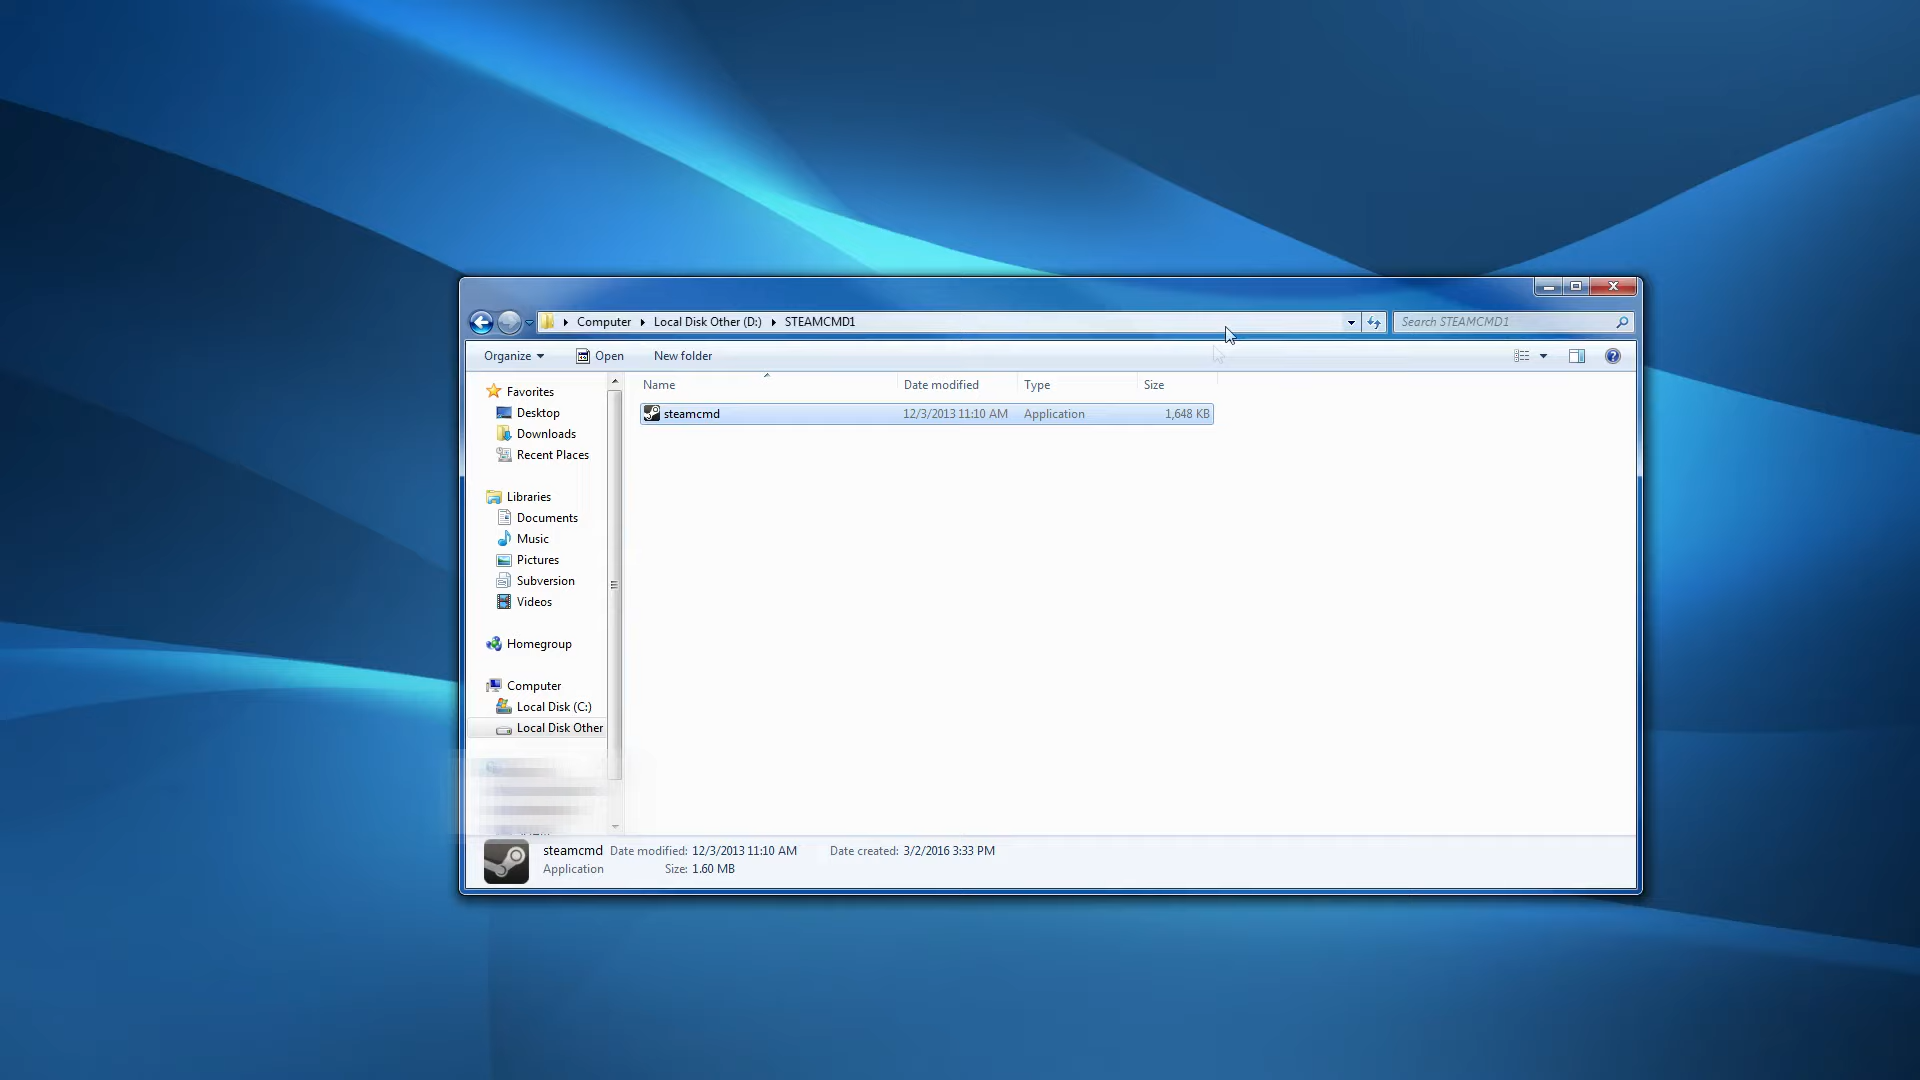 Computer Local Disk Other (D:) STEAMCMD1 Search STEAMCMD1
Organize Open New folder
Name Date modified Type Size
steamcmd 12/3/2013 11:10 AM Application 1,648 KB
Favorites
Desktop
Downloads
Recent Places
Libraries
Documents
Music
Pictures
Subversion
Videos
Homegroup
Computer
Local Disk (C:)
Local Disk Other
steamcmd Date modified: 12/3/2013 11:10 AM Date created: 3/2/2016 3:33 PM
Application Size: 1.60 MB